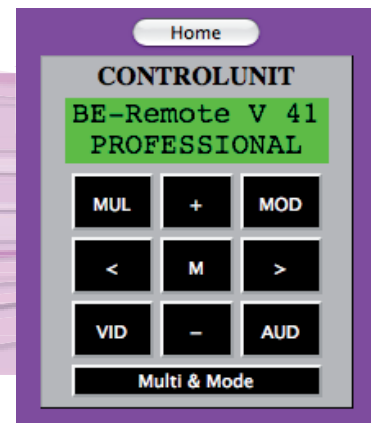 Home
CONTROLUNIT
BE-Remote V 41
PROFESSIONAL
MUL + MOD
< M >
VID – AUD
Multi & Mode